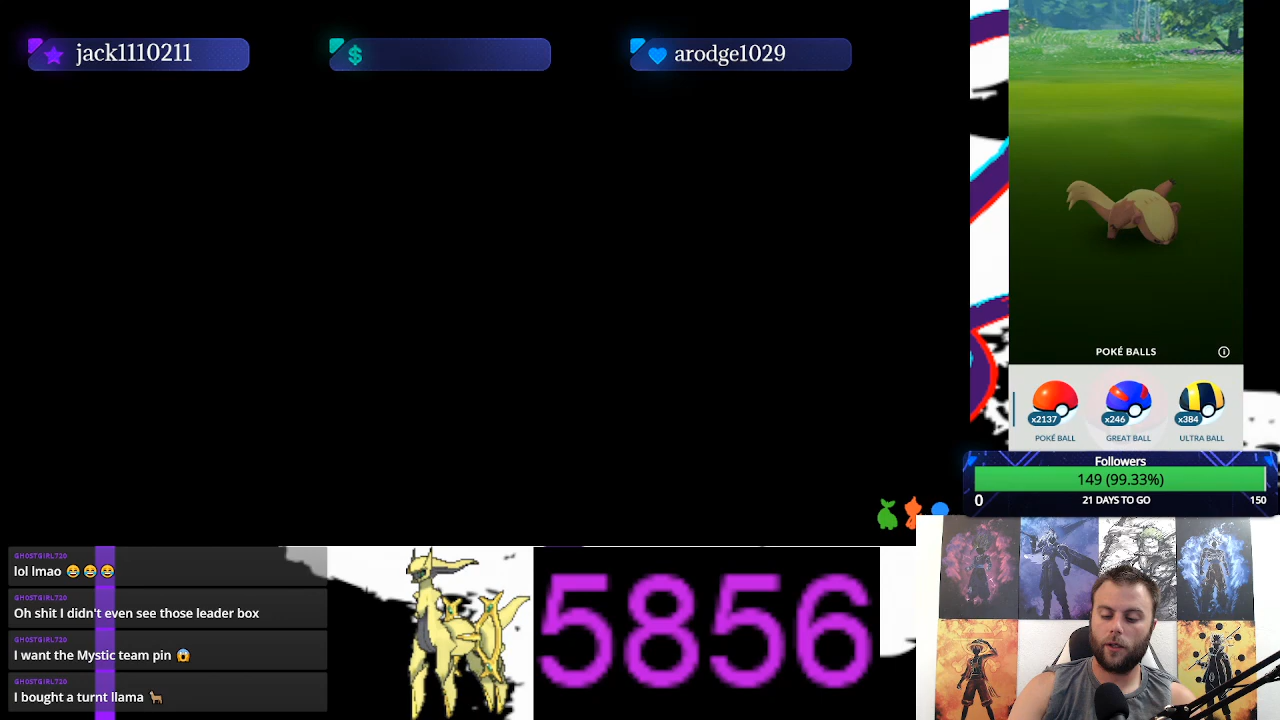 jack1110211
$
arodge1029
POKÉ BALLS
x2137
x246
x384
POKÉ BALL
GREAT BALL
ULTRA BALL
Followers
149 (99.33%)
0
21 DAYS TO GO
150
GHOSTGIRL720
lol lmao 😂😂😂
GHOSTGIRL720
Oh shit I didn't even see those leader box
GHOSTGIRL720
I want the Mystic team pin 😱
GHOSTGIRL720
I bought a turnt llama 🦙
5856